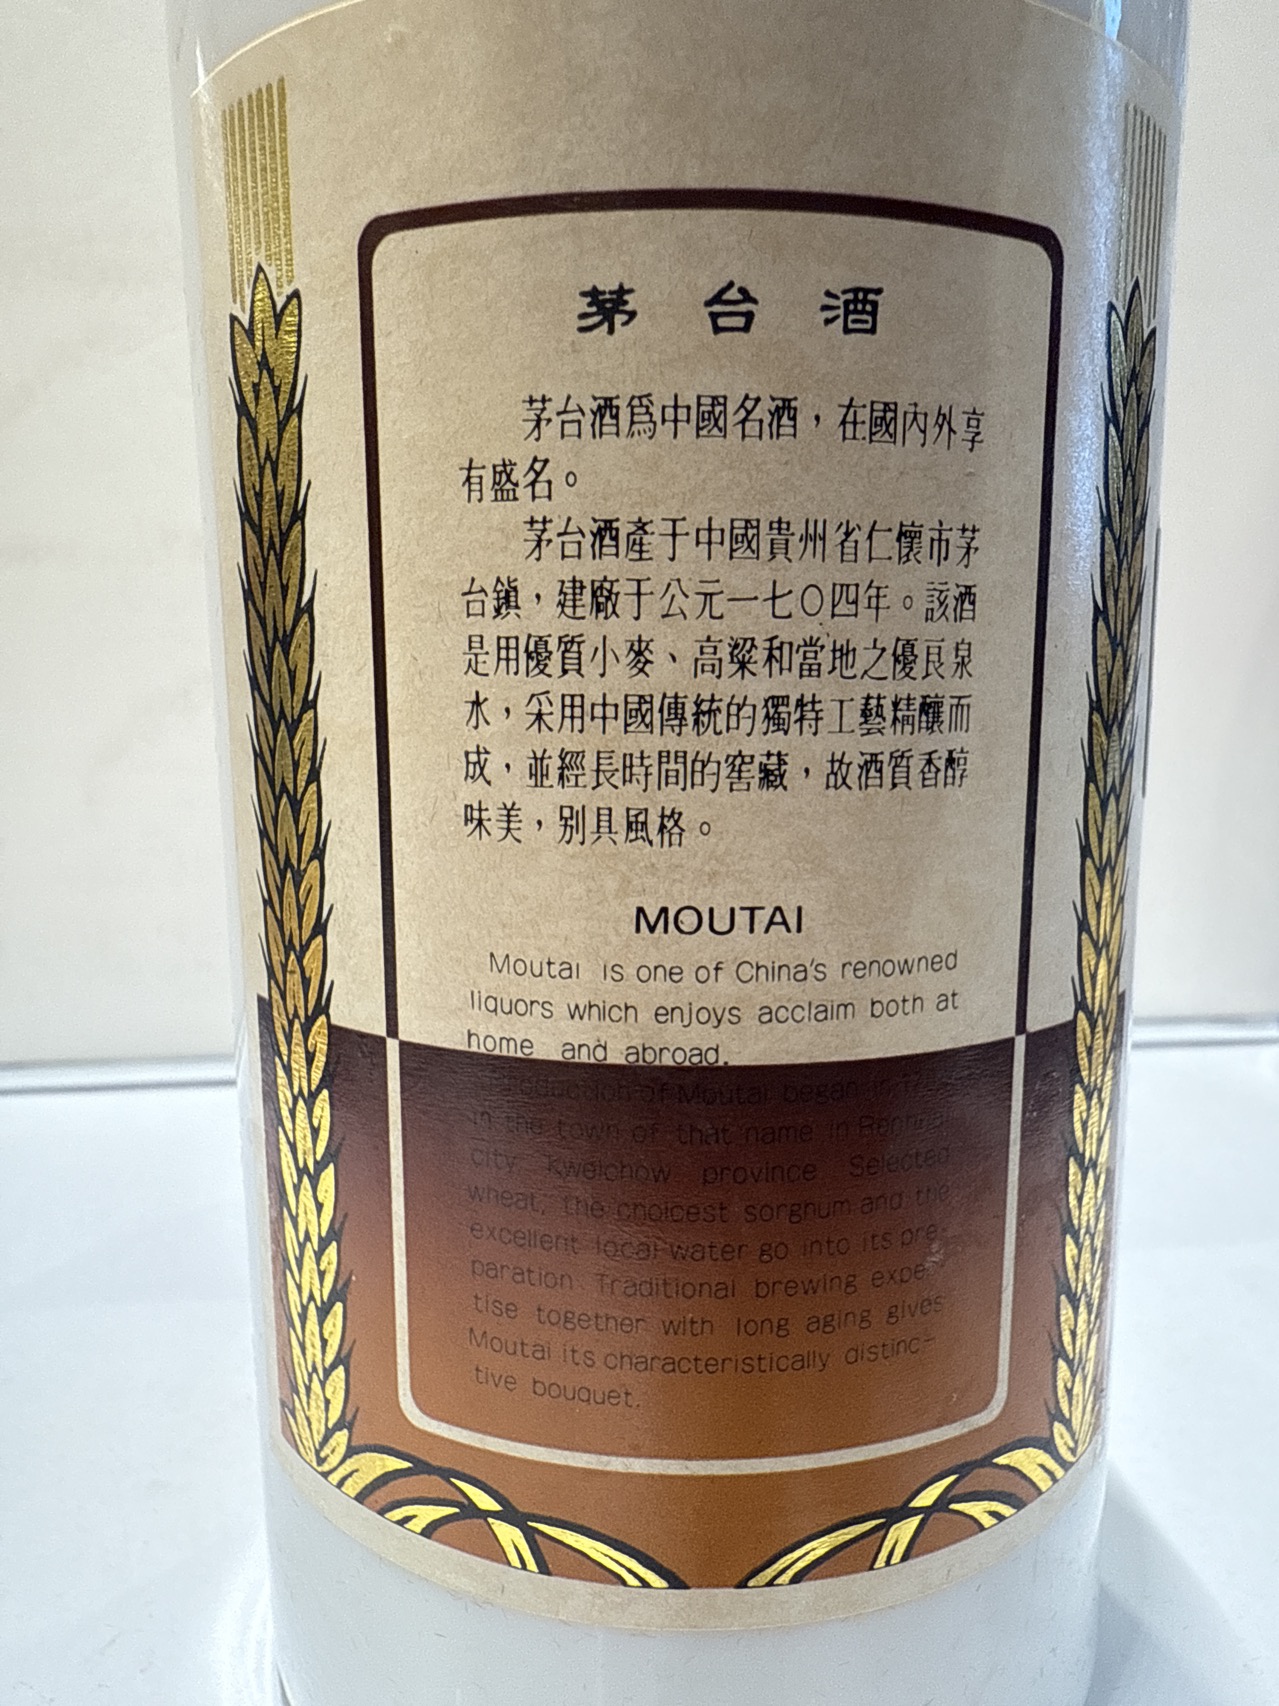 茅台酒
茅台酒爲中國名酒，在國內外享
有盛名。
茅台酒產于中國貴州省仁懷市茅
台鎮，建廠于公元一七〇四年。該酒
是用優質小麥、高粱和當地之優良泉
水，采用中國傳統的獨特工藝精釀而
成，並經長時間的窖藏，故酒質香醇
味美，别具風格。
MOUTAI
Moutai is one of China's renowned
liquors which enjoys acclaim both at
home and abroad.
of Moutai began in
in the town of that name in
city, Kweichow province Selected
wheat, the choicest sorghum and the
excellent local water go into its pre-
paration. Traditional brewing exper-
tise together with long aging gives
Moutai its characteristically distinc-
tive bouquet.